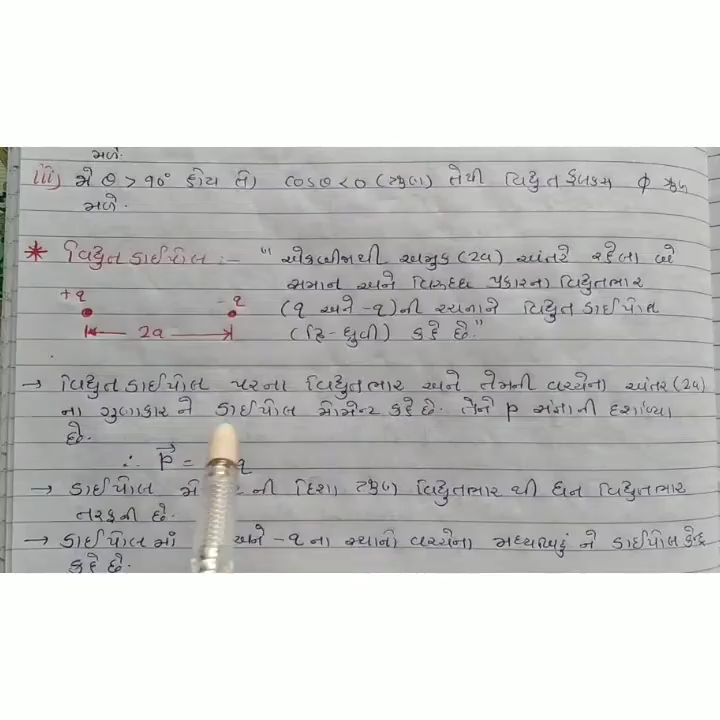 મળે.
iii) જો θ > ૧૦° હોય તો cosθ < 0 (ઋણ) તેથી વિદ્યુત ફ્લક્સ φ ઋણ
મળે.
* વિદ્યુત ડાઈપોલ :- " એકબીજાથી અમુક (2a) અંતરે રહેલા બે
સમાન અને વિરુધ્ધ પ્રકારના વિદ્યુતભાર
+q -q (q અને -q) ની રચનાને વિદ્યુત ડાઈપોલ
2a (દ્વિ-ધ્રુવી) કહે છે."
→ વિદ્યુત ડાઈપોલ પરના વિદ્યુતભાર અને તેમની વચ્ચેના અંતર (2a)
ના ગુણાકાર ને ડાઈપોલ મોમેન્ટ કહે છે. તેને p સંજ્ઞાની દર્શાવ્યા
છે.
∴ p⃗ = q
→ ડાઈપોલ ની દિશા ઋણ વિદ્યુતભાર થી ધન વિદ્યુતભાર
તરફની છે.
→ ડાઈપોલ માં અને -q ના સ્થાનો વચ્ચેના મધ્યબિંદુ ને ડાઈપોલ કેન્દ્ર
કહે છે.